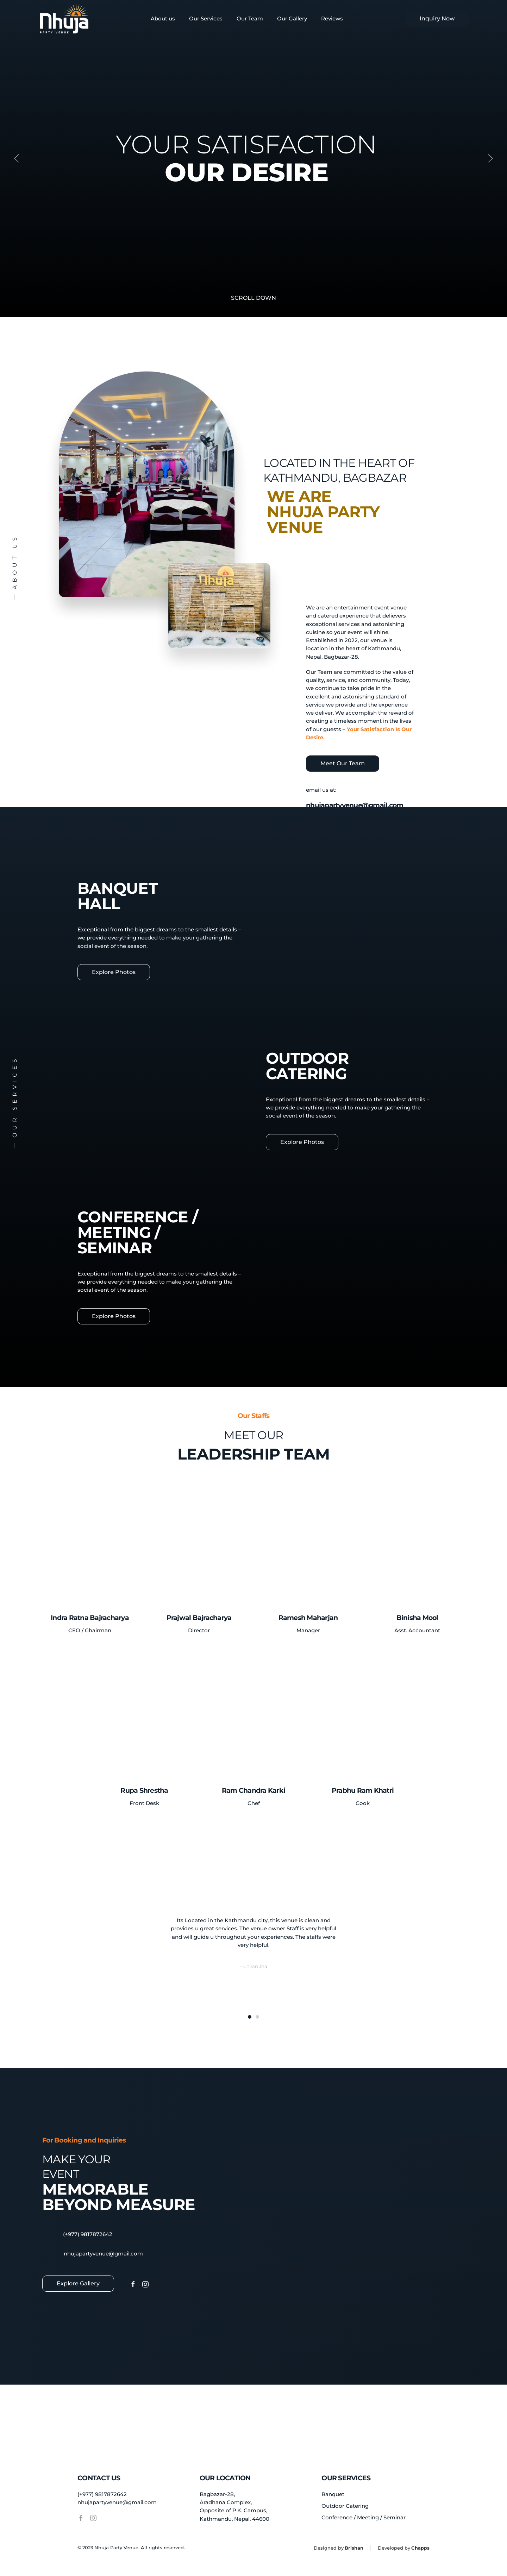 Nhuja
PARTY VENUE
About us
Our Services
Our Team
Our Gallery
Reviews
Inquiry Now
YOUR SATISFACTION
OUR DESIRE
SCROLL DOWN
— ABOUT US
LOCATED IN THE HEART OF
KATHMANDU, BAGBAZAR
WE ARE
NHUJA PARTY
VENUE
Nhuja
We are an entertainment event venue
and catered experience that delivers
exceptional services and astonishing
cuisine so your event will shine.
Established in 2022, our venue is
location in the heart of Kathmandu,
Nepal, Bagbazar-28.
Our Team are committed to the value of
quality, service, and community. Today,
we continue to take pride in the
excellent and astonishing standard of
service we provide and the experience
we deliver. We accomplish the reward of
creating a timeless moment in the lives
of our guests – Your Satisfaction Is Our
Desire.
Meet Our Team
email us at:
nhujapartyvenue@gmail.com
BANQUET
HALL
Exceptional from the biggest dreams to the smallest details –
we provide everything needed to make your gathering the
social event of the season.
Explore Photos
— OUR SERVICES
OUTDOOR
CATERING
Exceptional from the biggest dreams to the smallest details –
we provide everything needed to make your gathering the
social event of the season.
Explore Photos
CONFERENCE /
MEETING /
SEMINAR
Exceptional from the biggest dreams to the smallest details –
we provide everything needed to make your gathering the
social event of the season.
Explore Photos
Our Staffs
MEET OUR
LEADERSHIP TEAM
Indra Ratna Bajracharya
CEO / Chairman
Prajwal Bajracharya
Director
Ramesh Maharjan
Manager
Binisha Mool
Asst. Accountant
Rupa Shrestha
Front Desk
Ram Chandra Karki
Chef
Prabhu Ram Khatri
Cook
Its Located in the Kathmandu city, this venue is clean and
provides u great services. The venue owner Staff is very helpful
and will guide u throughout your experiences. The staffs were
very helpful.
For Booking and Inquiries
MAKE YOUR
EVENT
MEMORABLE
BEYOND MEASURE
(+977) 9817872642
nhujapartyvenue@gmail.com
Explore Gallery
CONTACT US
(+977) 9817872642
nhujapartyvenue@gmail.com
OUR LOCATION
Bagbazar-28,
Aradhana Complex,
Opposite of P.K. Campus,
Kathmandu, Nepal, 44600
OUR SERVICES
Banquet
Outdoor Catering
Conference / Meeting / Seminar
© 2025 Nhuja Party Venue. All rights reserved.
Designed by Brishan
Developed by Chapps